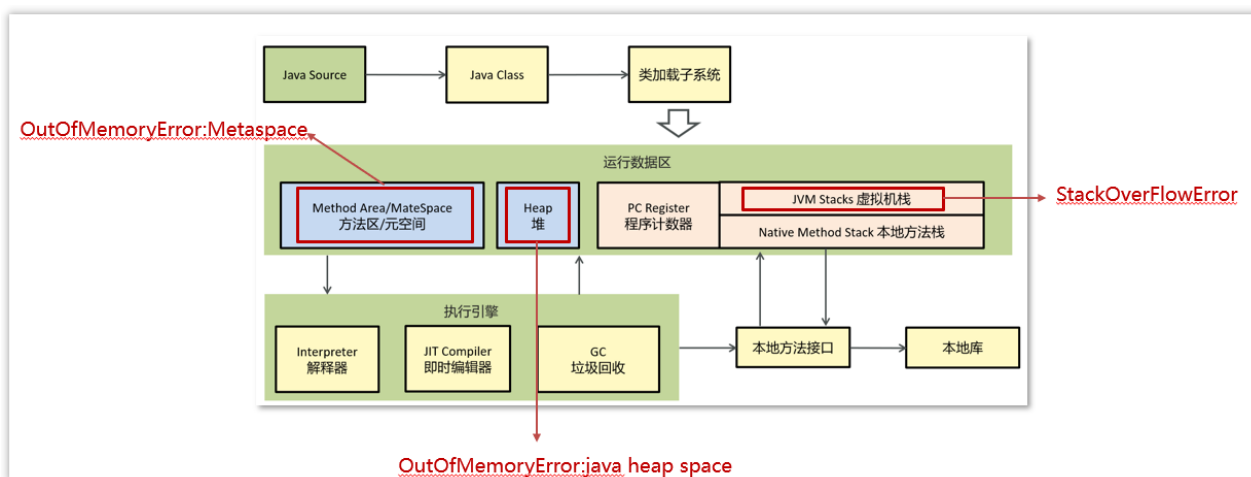 Java Source
Java Class
类加载子系统
OutOfMemoryError:Metaspace
运行数据区
Method Area/MateSpace
方法区/元空间
Heap
堆
PC Register
程序计数器
JVM Stacks 虚拟机栈
Native Method Stack 本地方法栈
StackOverFlowError
执行引擎
Interpreter
解释器
JIT Compiler
即时编辑器
GC
垃圾回收
本地方法接口
本地库
OutOfMemoryError:java heap space